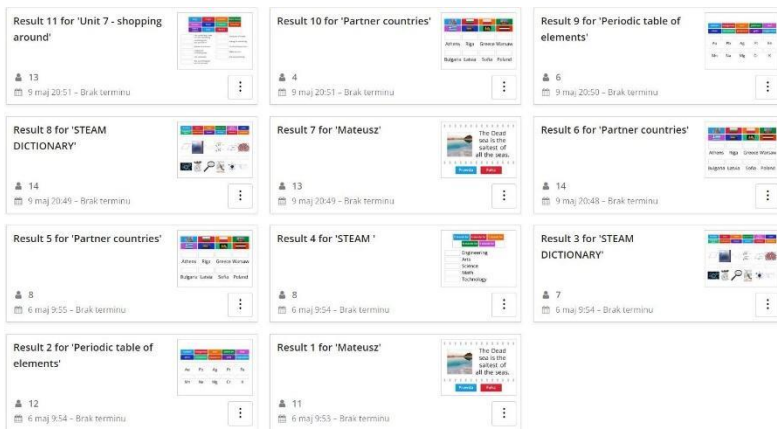 Result 11 for 'Unit 7 - shopping
around'
13
9 maj 20:51 – Brak terminu
Result 10 for 'Partner countries'
Athens Riga Greece Warsaw
Bulgaria Latvia Sofia Poland
4
9 maj 20:51 – Brak terminu
Result 9 for 'Periodic table of
elements'
6
9 maj 20:50 – Brak terminu
Result 8 for 'STEAM
DICTIONARY'
14
9 maj 20:49 – Brak terminu
Result 7 for 'Mateusz'
The Dead
sea is the
saltest of
all the seas.
13
9 maj 20:49 – Brak terminu
Result 6 for 'Partner countries'
Athens Riga Greece Warsaw
Bulgaria Latvia Sofia Poland
14
9 maj 20:48 – Brak terminu
Result 5 for 'Partner countries'
Athens Riga Greece Warsaw
Bulgaria Latvia Sofia Poland
8
6 maj 9:55 – Brak terminu
Result 4 for 'STEAM '
Engineering
Arts
Science
Math
Technology
8
6 maj 9:54 – Brak terminu
Result 3 for 'STEAM
DICTIONARY'
7
6 maj 9:54 – Brak terminu
Result 2 for 'Periodic table of
elements'
12
6 maj 9:54 – Brak terminu
Result 1 for 'Mateusz'
The Dead
sea is the
saltest of
all the seas.
11
6 maj 9:53 – Brak terminu